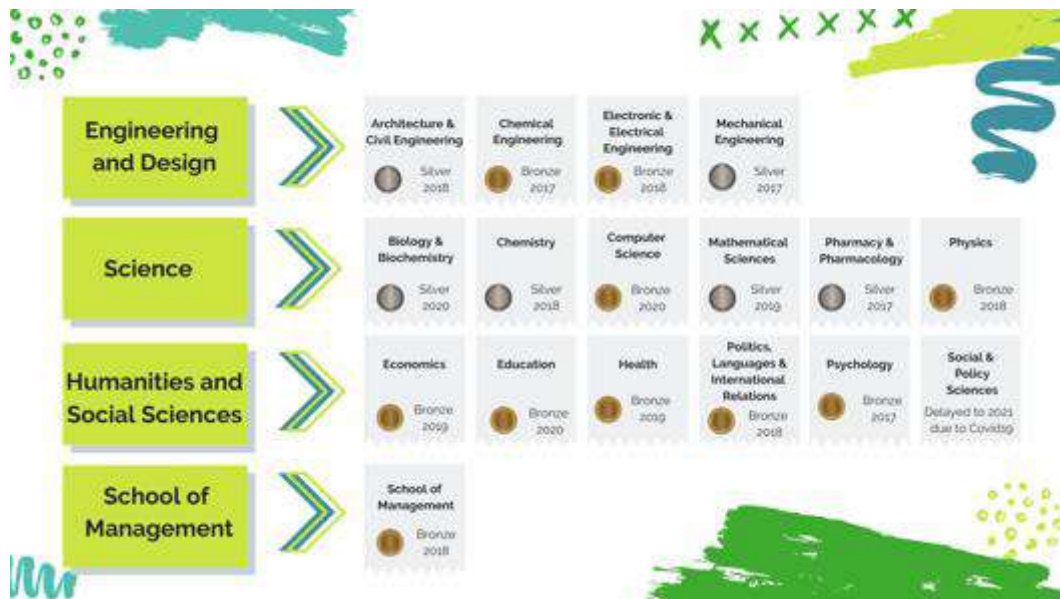 Engineering
and Design
Architecture &
Civil Engineering
Silver
2018
Chemical
Engineering
Bronze
2017
Electronic &
Electrical
Engineering
Bronze
2018
Mechanical
Engineering
Silver
2017
Science
Biology &
Biochemistry
Silver
2020
Chemistry
Silver
2018
Computer
Science
Bronze
2020
Mathematical
Sciences
Silver
2019
Pharmacy &
Pharmacology
Silver
2017
Physics
Bronze
2018
Humanities and
Social Sciences
Economics
Bronze
2019
Education
Bronze
2020
Health
Bronze
2019
Politics,
Languages &
International
Relations
Bronze
2018
Psychology
Bronze
2017
Social &
Policy
Sciences
Delayed to 2021
due to Covid19
School of
Management
School of
Management
Bronze
2018